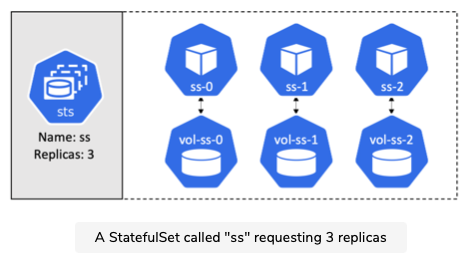 sts
Name: ss
Replicas: 3
ss-0 ss-1 ss-2
vol-ss-0 vol-ss-1 vol-ss-2
A StatefulSet called "ss" requesting 3 replicas